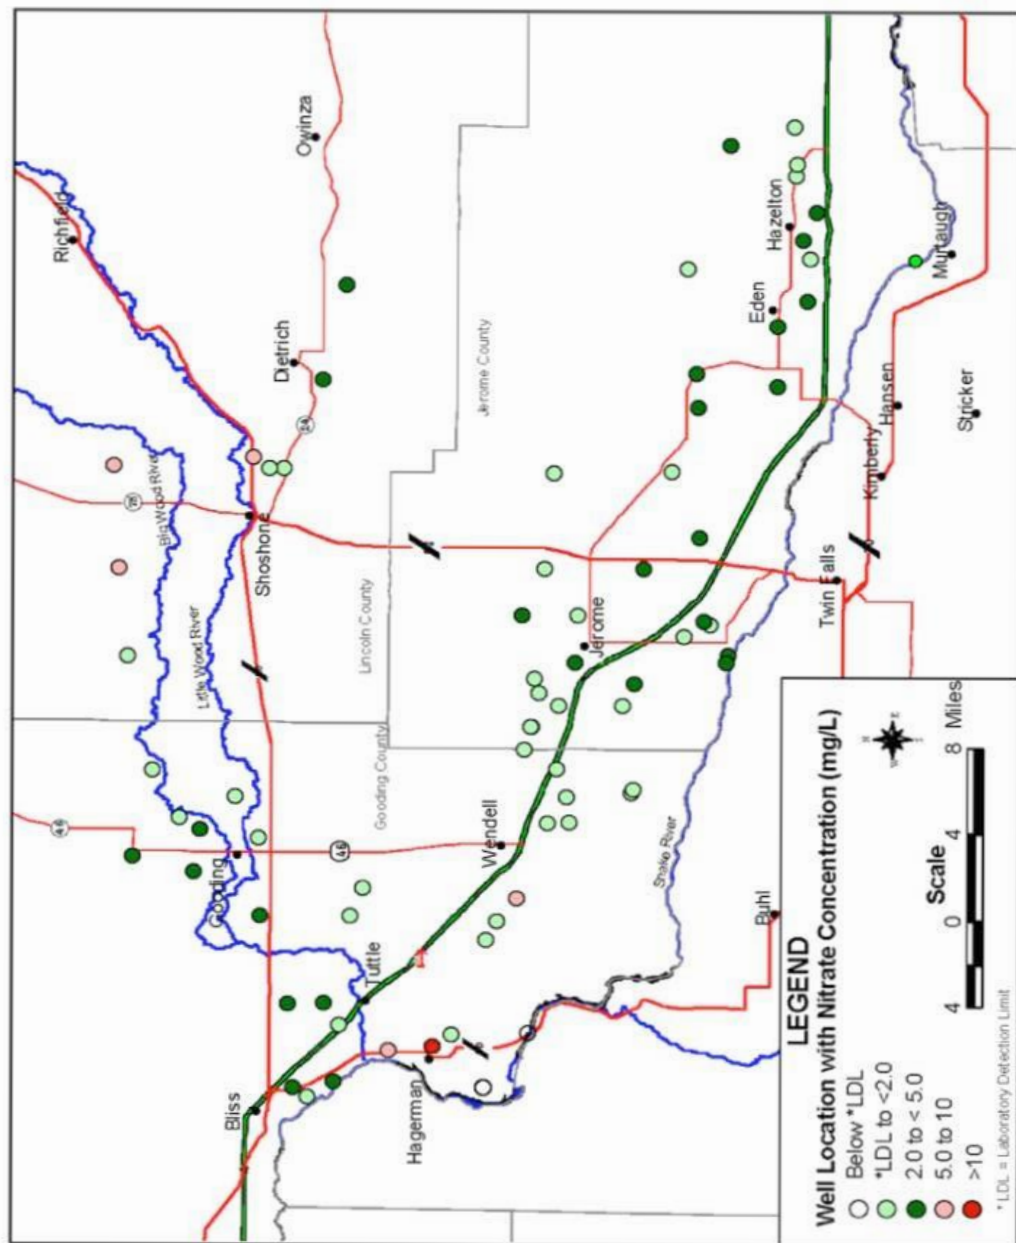 Richfield
Owinza
Dietrich
24
Jerome County
Big Wood River
Shoshone
Little Wood River
Lincoln County
Gooding County
46
Gooding
46
Wendell
Tuttle
Bliss
Hagerman
Jerome
Hazelton
Eden
Murtaugh
Hansen
Stricker
Kimberly
Twin Falls
Snake River
Buhl
LEGEND
Well Location with Nitrate Concentration (mg/L)
Below *LDL
*LDL to <2.0
2.0 to < 5.0
5.0 to 10
>10
N
W E
S
4 0 4 8 Miles
Scale
* LDL = Laboratory Detection Limit